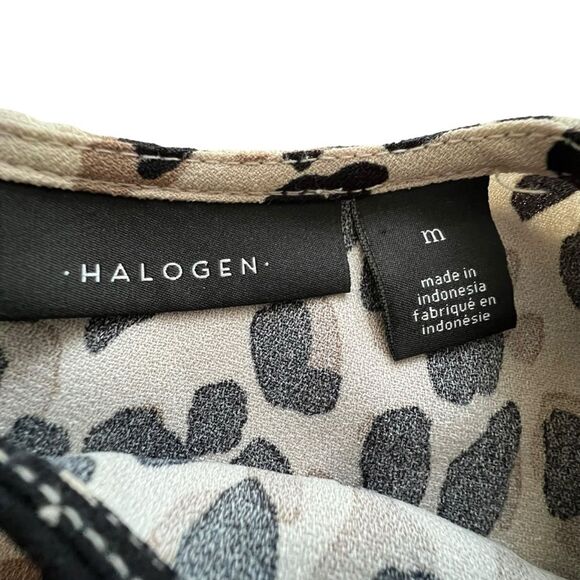 ·HALOGEN·
m
made in
indonesia
fabriqué en
indonésie